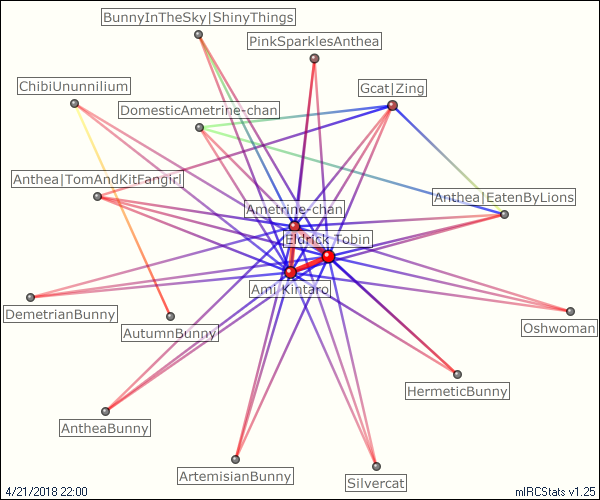 BunnyInTheSky|ShinyThings
PinkSparklesAnthea
ChibiUnunnilium
Gcat|Zing
DomesticAmetrine-chan
Anthea|TomAndKitFangirl
Anthea|EatenByLions
Ametrine-chan
Eldrick Tobin
Ami Kintaro
DemetrianBunny
AutumnBunny
Oshwoman
HermeticBunny
AntheaBunny
ArtemisianBunny
Silvercat
4/21/2018 22:00
mIRCStats v1.25